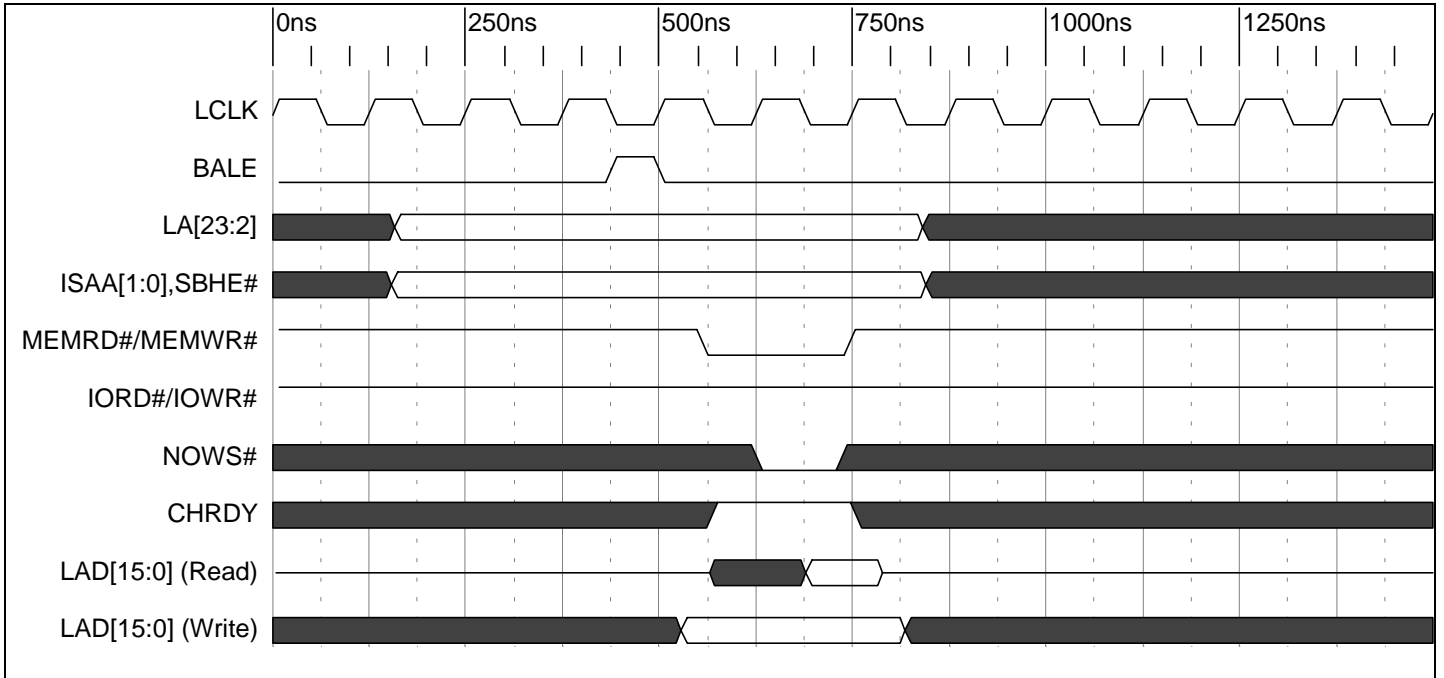 0ns 250ns 500ns 750ns 1000ns 1250ns
LCLK
BALE
LA[23:2]
ISAA[1:0],SBHE#
MEMRD#/MEMWR#
IORD#/IOWR#
NOWS#
CHRDY
LAD[15:0] (Read)
LAD[15:0] (Write)